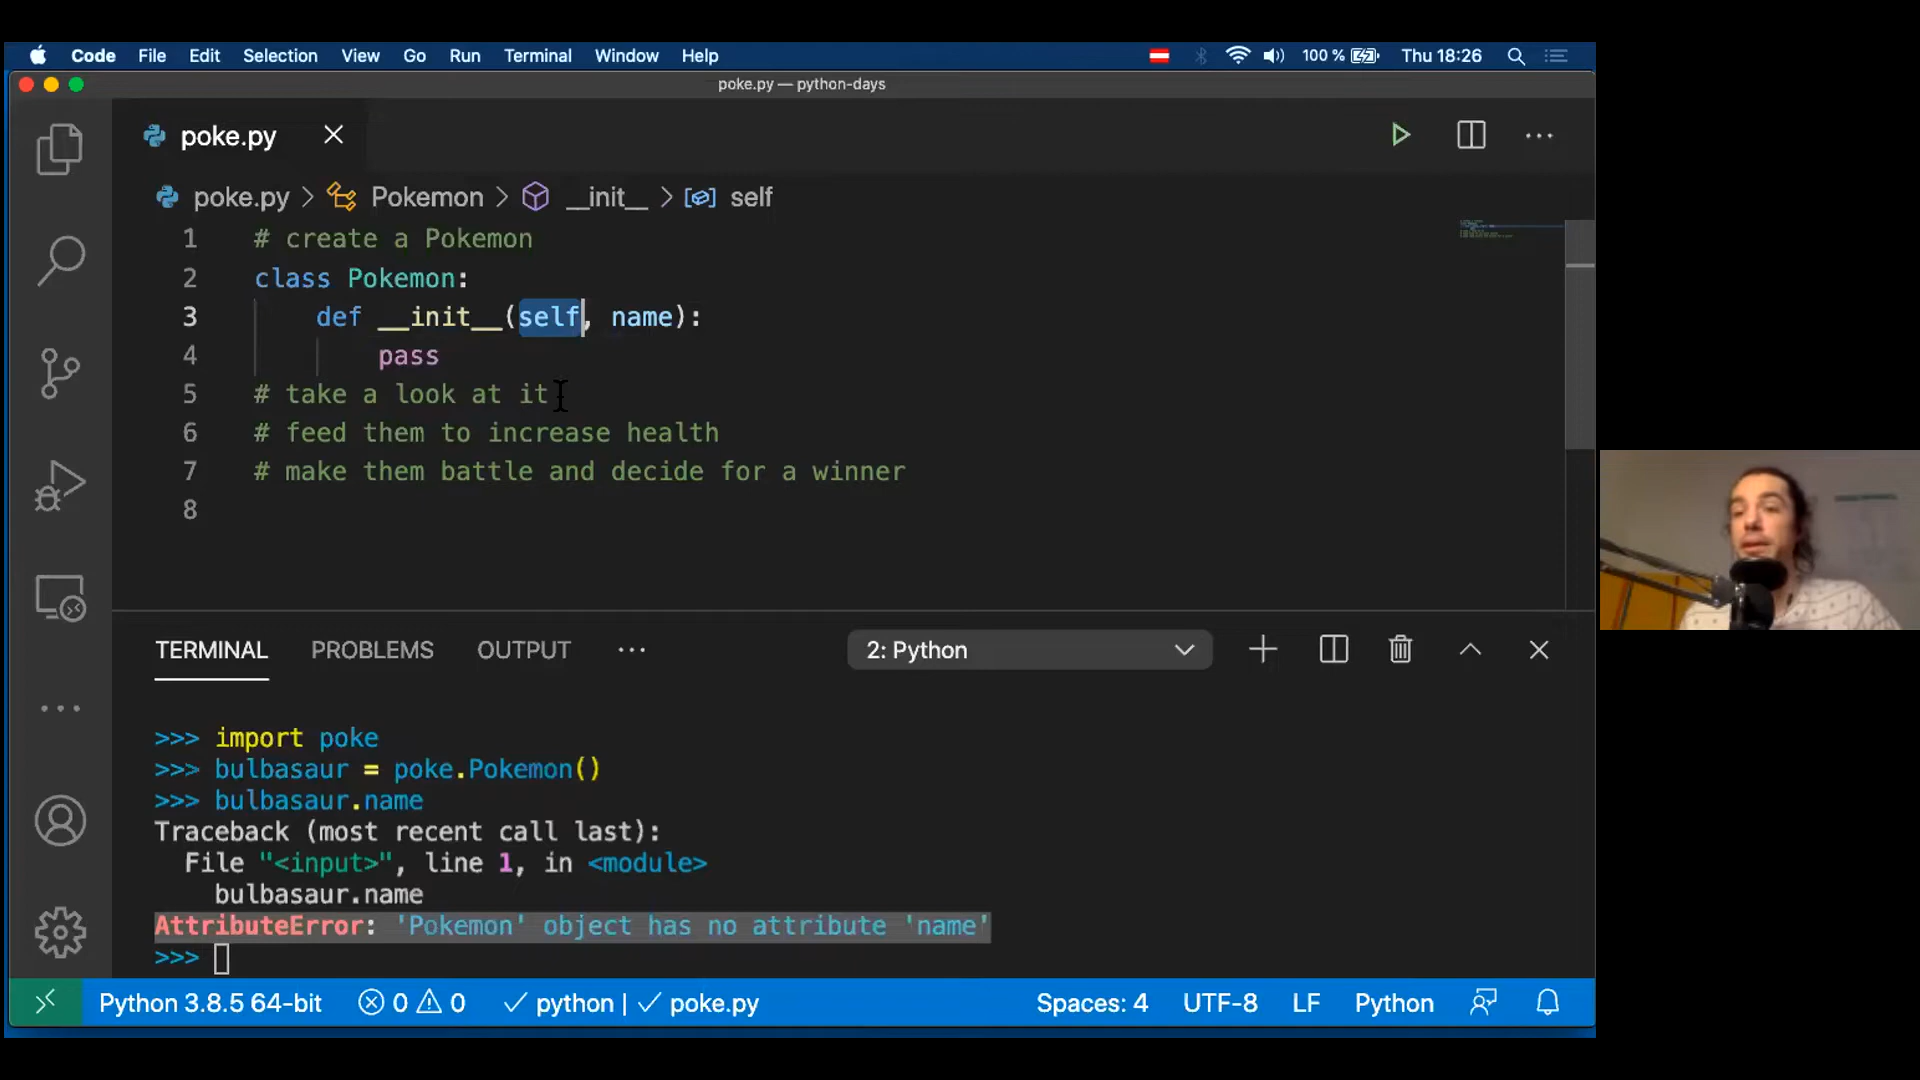 Code File Edit Selection View Go Run Terminal Window Help 100 % Thu 18:26
poke.py — python-days
poke.py
poke.py > Pokemon > __init__ > self
1 # create a Pokemon
2 class Pokemon:
3 def __init__(self, name):
4 pass
5 # take a look at it
6 # feed them to increase health
7 # make them battle and decide for a winner
8
TERMINAL PROBLEMS OUTPUT ··· 2: Python
>>> import poke
>>> bulbasaur = poke.Pokemon()
>>> bulbasaur.name
Traceback (most recent call last):
File "<input>", line 1, in <module>
bulbasaur.name
AttributeError: 'Pokemon' object has no attribute 'name'
>>>
Python 3.8.5 64-bit 0 0 python | poke.py Spaces: 4 UTF-8 LF Python